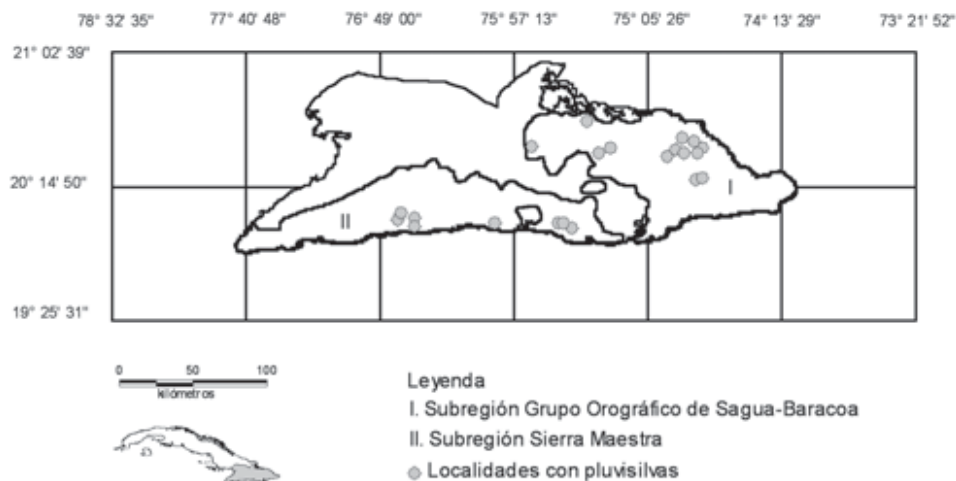 78° 32' 35" 77° 40' 48" 76° 49' 00" 75° 57' 13" 75° 05' 26" 74° 13' 29" 73° 21' 52"
21° 02' 39"
20° 14' 50"
I
II
19° 25' 31"
0 50 100
kilómetros
Leyenda
I. Subregión Grupo Orográfico de Sagua-Baracoa
II. Subregión Sierra Maestra
Localidades con pluvisilvas